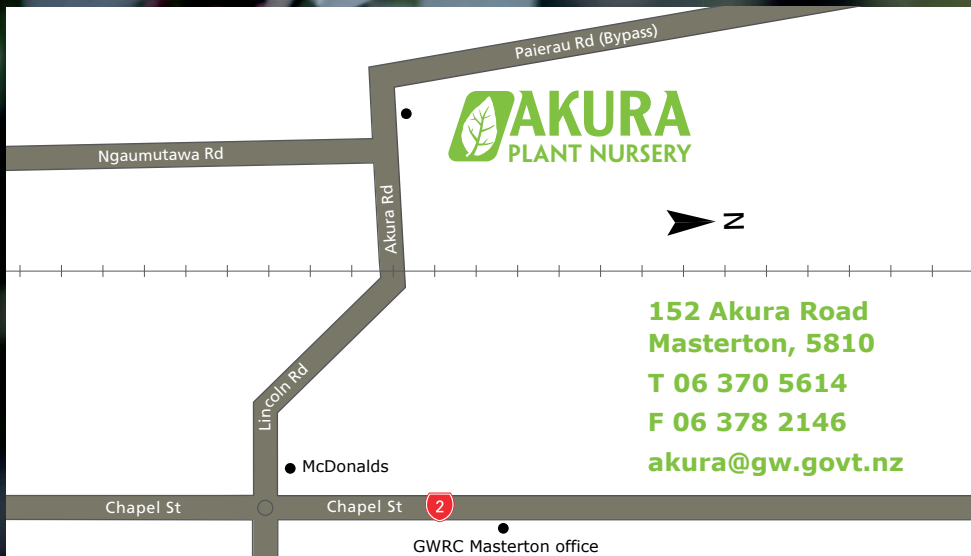 Paierau Rd (Bypass)
AKURA
PLANT NURSERY
Ngaumutawa Rd
Akura Rd
N
152 Akura Road
Masterton, 5810
T 06 370 5614
F 06 378 2146
akura@gw.govt.nz
Lincoln Rd
McDonalds
Chapel St
Chapel St
2
GWRC Masterton office